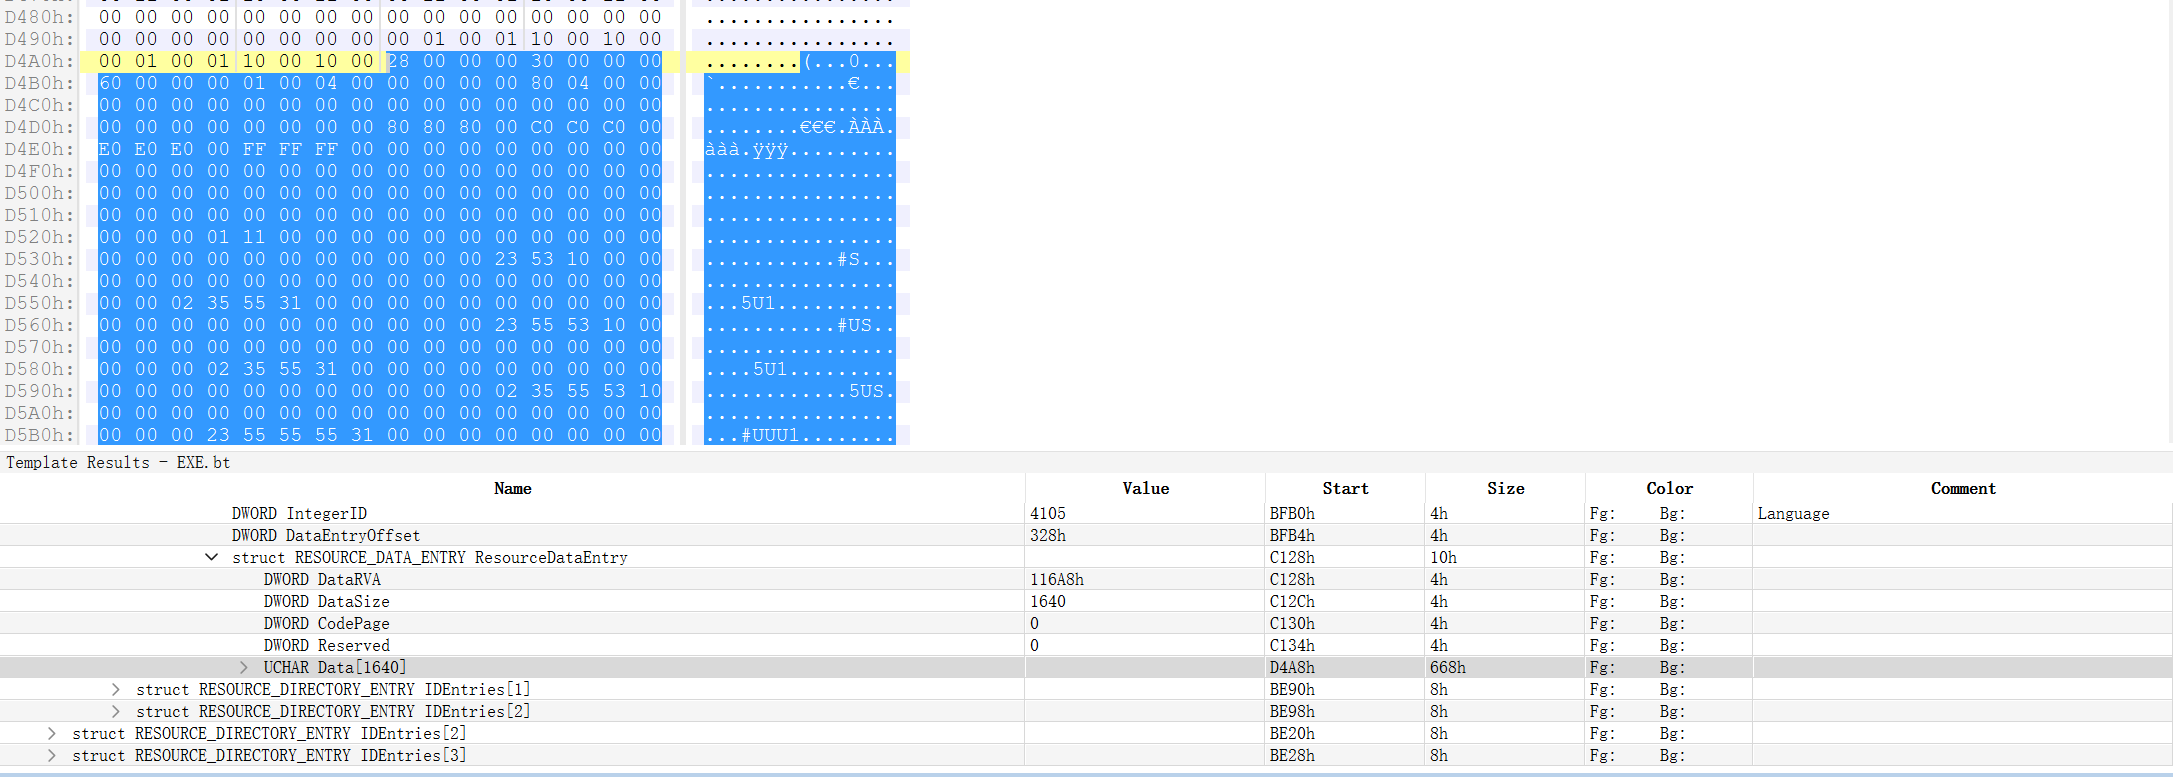 D480h: 00 00 00 00 00 00 00 00 00 00 00 00 00 00 00 00 ................
D490h: 00 00 00 00 00 00 00 00 00 01 00 01 10 00 10 00 ................
D4A0h: 00 01 00 01 10 00 10 00 28 00 00 00 30 00 00 00 ........(...0...
D4B0h: 60 00 00 00 01 00 04 00 00 00 00 00 80 04 00 00 `...........€...
D4C0h: 00 00 00 00 00 00 00 00 00 00 00 00 00 00 00 00 ................
D4D0h: 00 00 00 00 00 00 00 00 80 80 80 00 C0 C0 C0 00 ........€€€.ÀÀÀ.
D4E0h: E0 E0 E0 00 FF FF FF 00 00 00 00 00 00 00 00 00 ààà.ÿÿÿ.........
D4F0h: 00 00 00 00 00 00 00 00 00 00 00 00 00 00 00 00 ................
D500h: 00 00 00 00 00 00 00 00 00 00 00 00 00 00 00 00 ................
D510h: 00 00 00 00 00 00 00 00 00 00 00 00 00 00 00 00 ................
D520h: 00 00 00 01 11 00 00 00 00 00 00 00 00 00 00 00 ................
D530h: 00 00 00 00 00 00 00 00 00 00 00 23 53 10 00 00 ...........#S...
D540h: 00 00 00 00 00 00 00 00 00 00 00 00 00 00 00 00 ................
D550h: 00 00 02 35 55 31 00 00 00 00 00 00 00 00 00 00 ...5U1..........
D560h: 00 00 00 00 00 00 00 00 00 00 00 23 55 53 10 00 ...........#US..
D570h: 00 00 00 00 00 00 00 00 00 00 00 00 00 00 00 00 ................
D580h: 00 00 00 02 35 55 31 00 00 00 00 00 00 00 00 00 ....5U1.........
D590h: 00 00 00 00 00 00 00 00 00 00 00 02 35 55 53 10 ............5US.
D5A0h: 00 00 00 00 00 00 00 00 00 00 00 00 00 00 00 00 ................
D5B0h: 00 00 00 23 55 55 55 31 00 00 00 00 00 00 00 00 ...#UUU1........
Template Results - EXE.bt
Name Value Start Size Color Comment
DWORD IntegerID 4105 BFB0h 4h Fg: Bg: Language
DWORD DataEntryOffset 328h BFB4h 4h Fg: Bg:
struct RESOURCE_DATA_ENTRY ResourceDataEntry C128h 10h Fg: Bg:
DWORD DataRVA 116A8h C128h 4h Fg: Bg:
DWORD DataSize 1640 C12Ch 4h Fg: Bg:
DWORD CodePage 0 C130h 4h Fg: Bg:
DWORD Reserved 0 C134h 4h Fg: Bg:
UCHAR Data[1640] D4A8h 668h Fg: Bg:
struct RESOURCE_DIRECTORY_ENTRY IDEntries[1] BE90h 8h Fg: Bg:
struct RESOURCE_DIRECTORY_ENTRY IDEntries[2] BE98h 8h Fg: Bg:
struct RESOURCE_DIRECTORY_ENTRY IDEntries[2] BE20h 8h Fg: Bg:
struct RESOURCE_DIRECTORY_ENTRY IDEntries[3] BE28h 8h Fg: Bg: